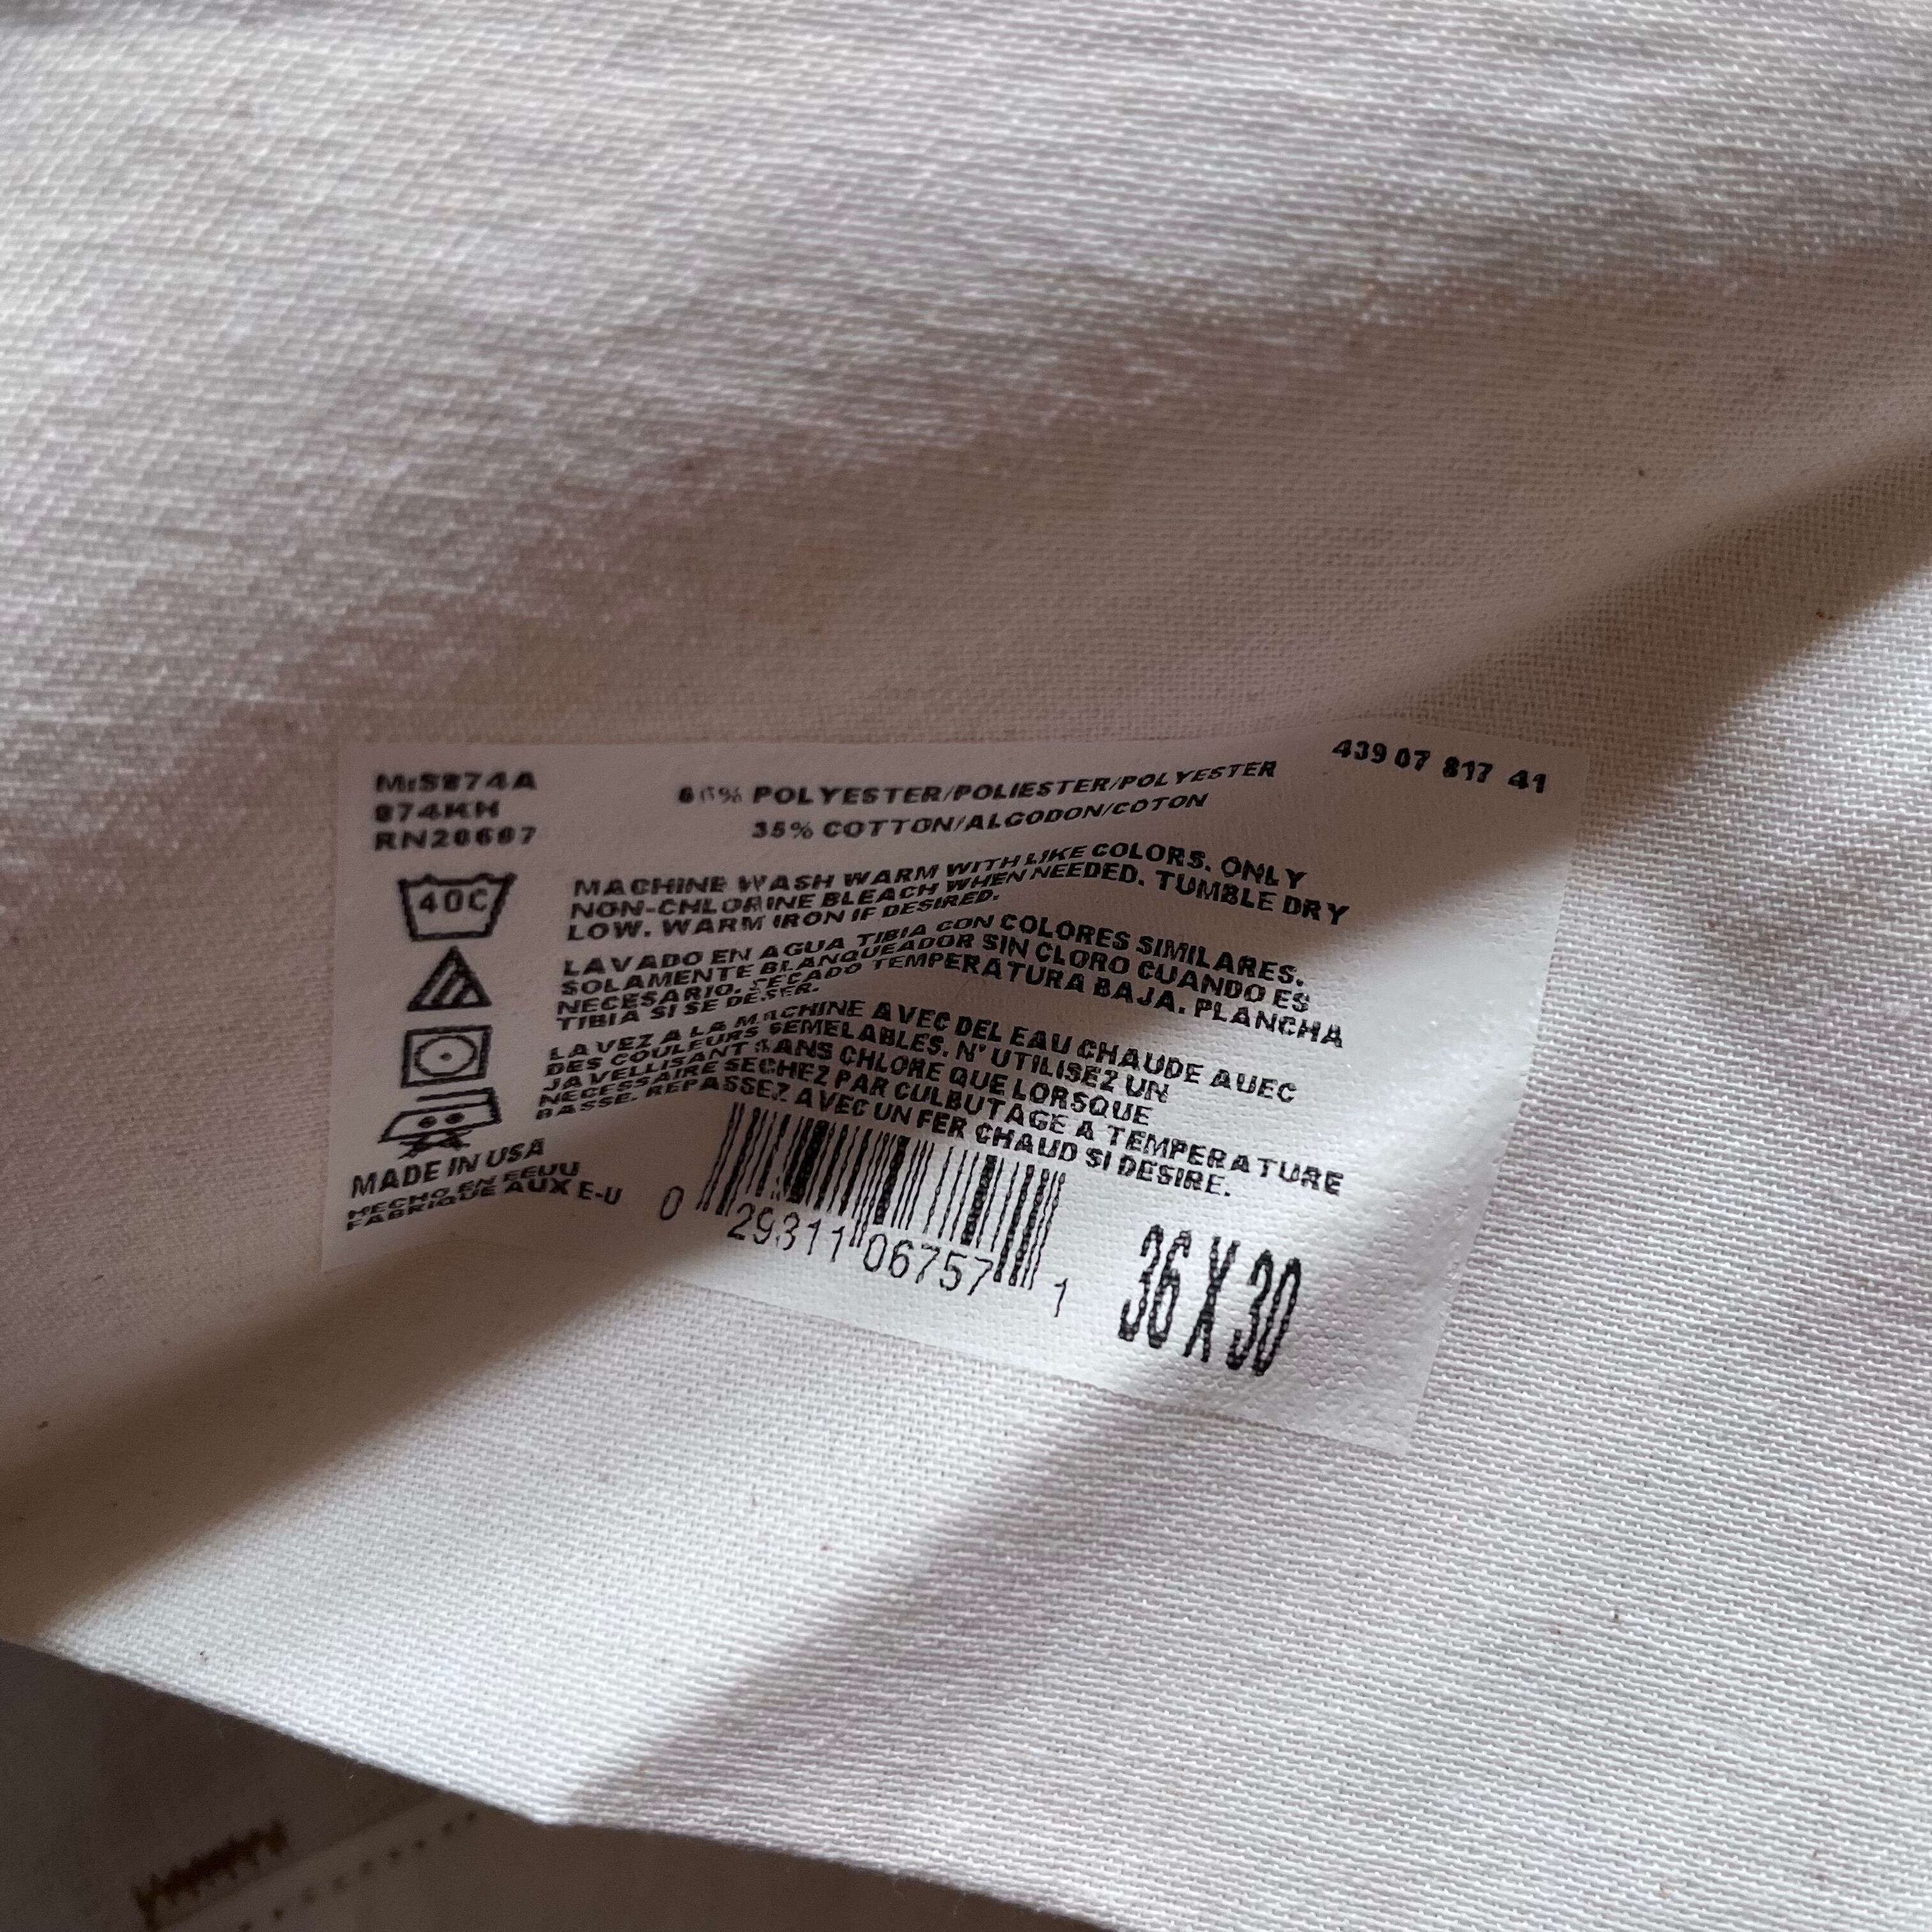 874KH
RN20697
POLYESTER/POLIESTER/POLYESTER
35% COTTON/ALGODON/COTON
439 07 817 41
40C
MACHINE WASH WARM WITH LIKE COLORS. ONLY
NON-CHLORINE BLEACH WHEN NEEDED. TUMBLE DRY
LOW. WARM IRON IF DESIRED.
LAVADO EN AGUA TIBIA CON COLORES SIMILARES.
SOLAMENTE BLANQUEADOR SIN CLORO CUANDO ES
NECESARIO. SECADO TEMPERATURA BAJA. PLANCHA
TIBIA SI SE DESER.
LAVEZ A LA MACHINE AVEC DEL EAU CHAUDE AUEC
DES COULEURS SEMELABLES. N' UTILISEZ UN
JAVELLISANT SANS CHLORE QUE LORSQUE
NECESSAIRE SECHEZ PAR CULBUTAGE A TEMPERATURE
BASSE. REPASSEZ AVEC UN FER CHAUD SI DESIRE.
MADE IN USA
HECHO EN EEUU
FABRIQUE AUX E-U
0 29311 06757 1
36 X 30